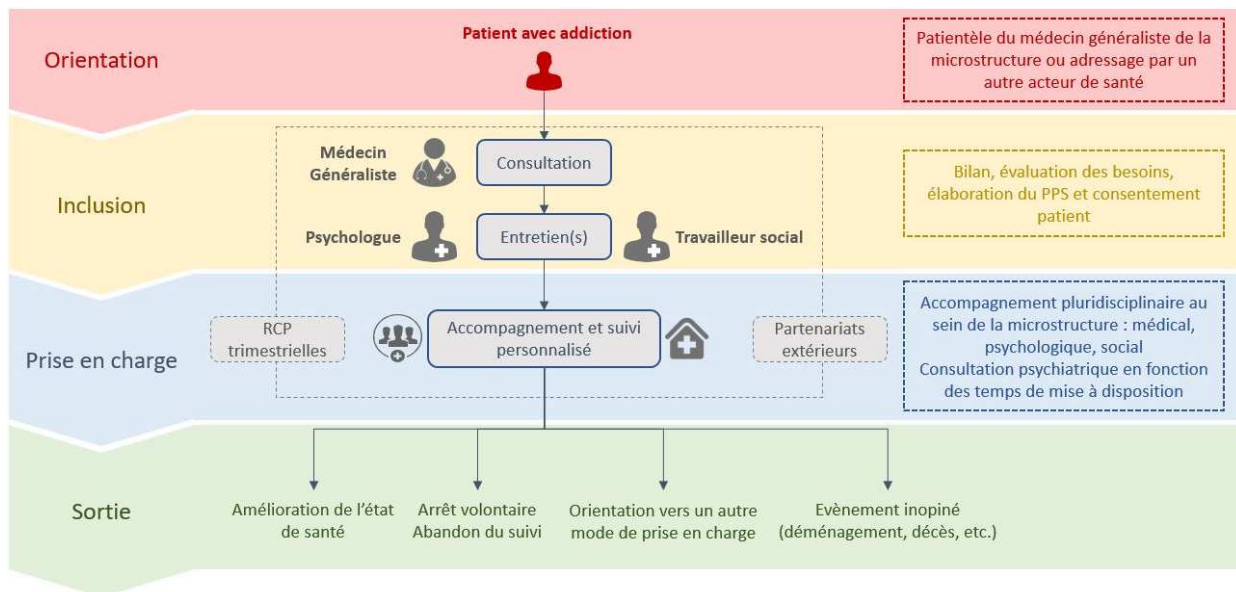 Orientation
Patient avec addiction
Patientèle du médecin généraliste de la
microstructure ou adressage par un
autre acteur de santé
Inclusion
Médecin
Généraliste
Consultation
Psychologue
Entretien(s)
Travailleur social
Bilan, évaluation des besoins,
élaboration du PPS et consentement
patient
Prise en charge
RCP
trimestrielles
Accompagnement et suivi
personnalisé
Partenariats
extérieurs
Accompagnement pluridisciplinaire au
sein de la microstructure : médical,
psychologique, social
Consultation psychiatrique en fonction
des temps de mise à disposition
Sortie
Amélioration de l'état
de santé
Arrêt volontaire
Abandon du suivi
Orientation vers un autre
mode de prise en charge
Evènement inopiné
(déménagement, décès, etc.)